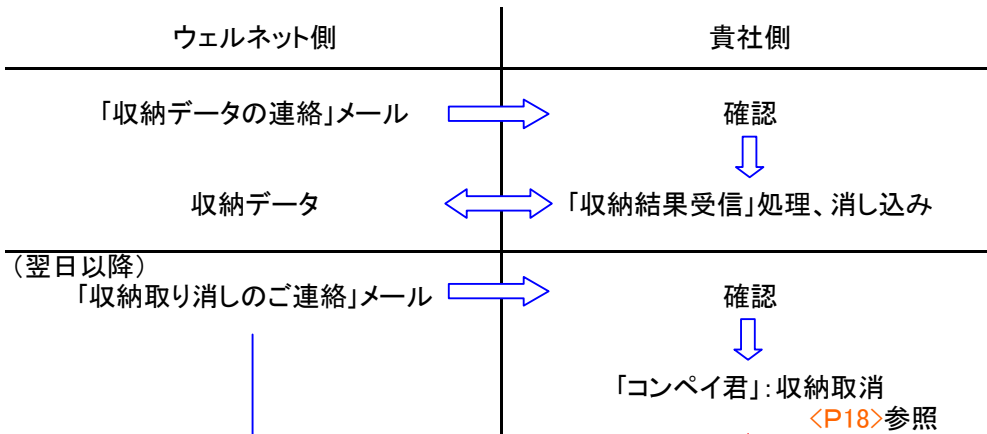 ウェルネット側 貴社側
「収納データの連絡」メール 確認
収納データ 「収納結果受信」処理、消し込み
（翌日以降）
「収納取り消しのご連絡」メール 確認
「コンペイ君」：収納取消
<P18>参照